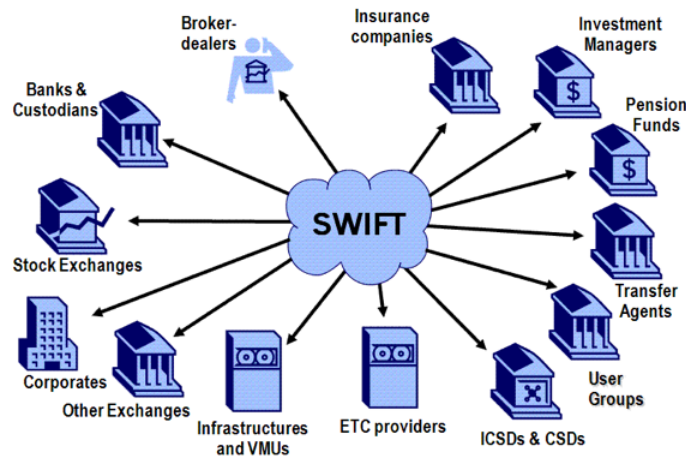 Broker-
dealers
Insurance
companies
Investment
Managers
Banks &
Custodians
Pension
Funds
$
$
SWIFT
Stock Exchanges
Transfer
Agents
Corporates
Other Exchanges
Infrastructures
and VMUs
ETC providers
ICSDs & CSDs
User
Groups